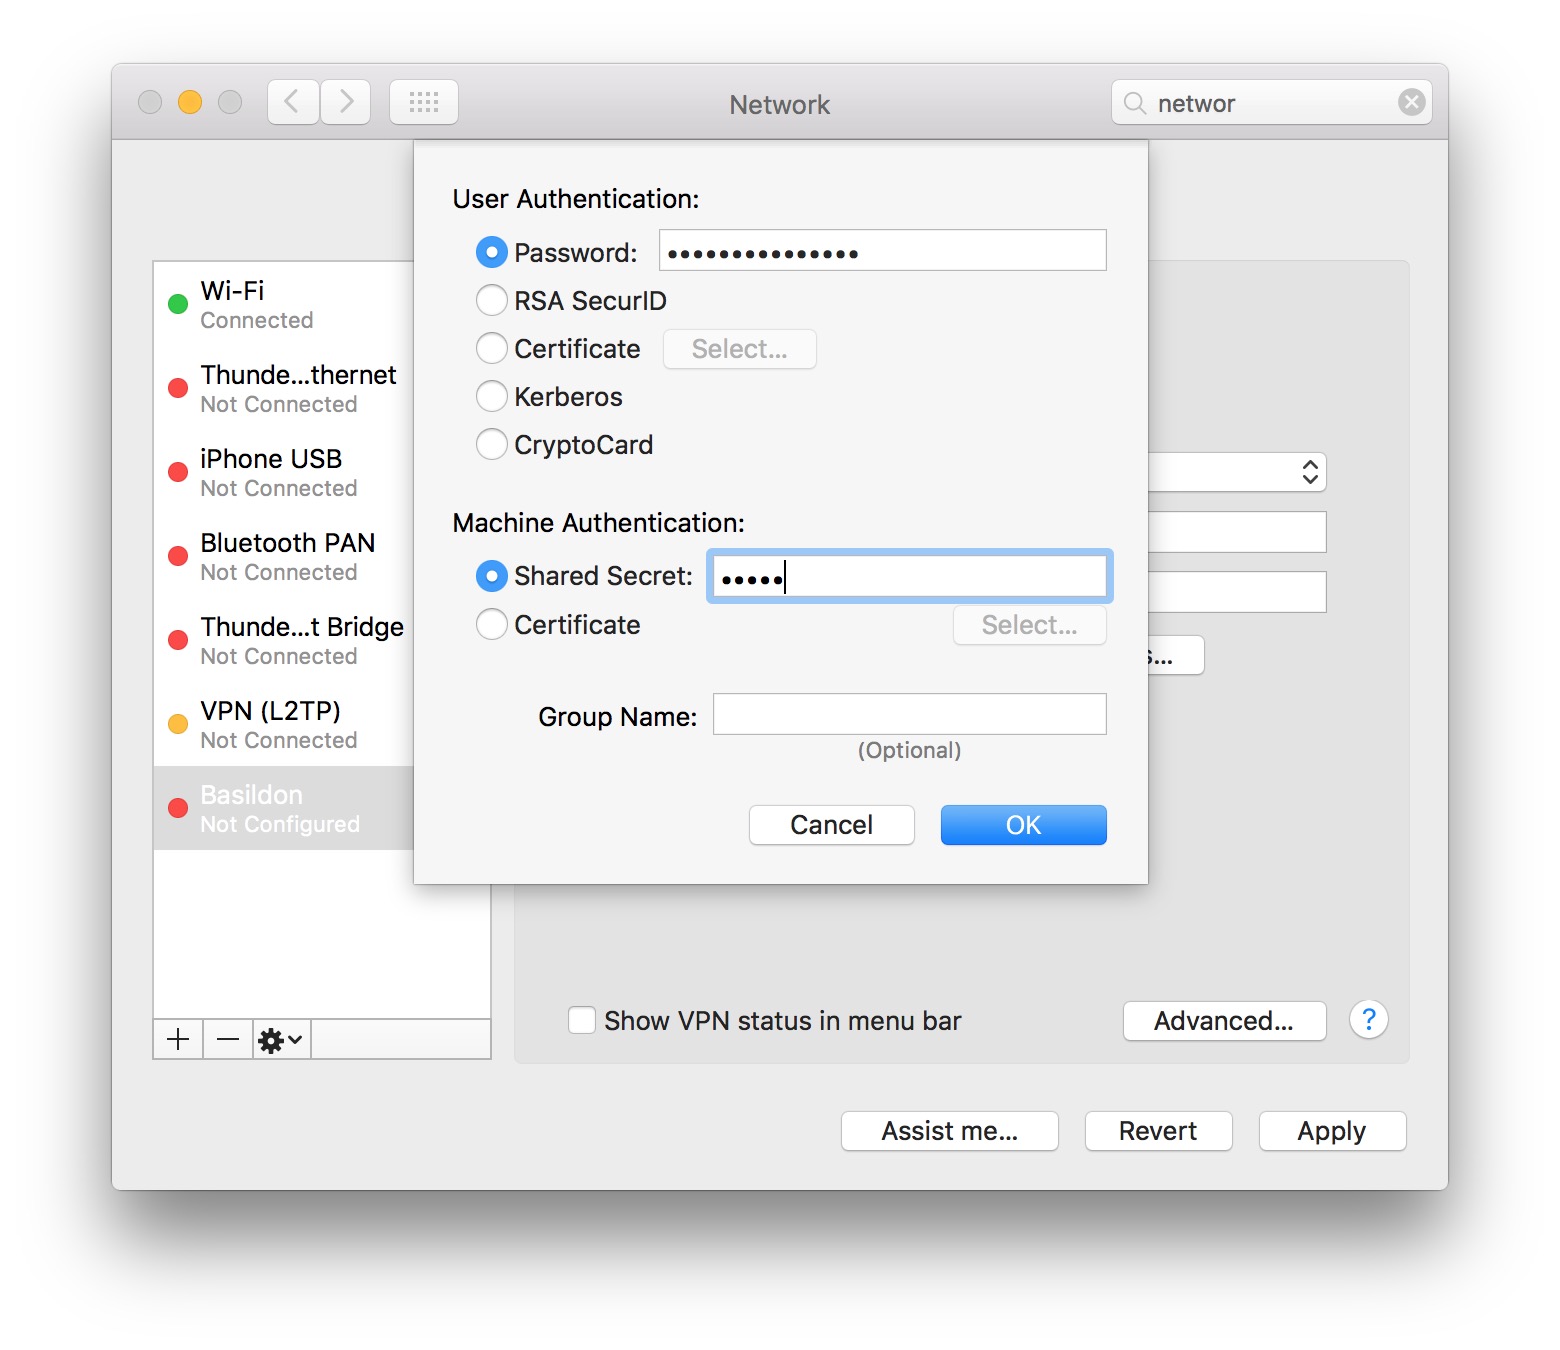 Network
networ
User Authentication:
Password: •••••••••••••••
RSA SecurID
Certificate Select...
Kerberos
CryptoCard
Machine Authentication:
Shared Secret: •••••
Certificate Select...
Group Name:
(Optional)
Cancel OK
Wi-Fi
Connected
Thunde...thernet
Not Connected
iPhone USB
Not Connected
Bluetooth PAN
Not Connected
Thunde...t Bridge
Not Connected
VPN (L2TP)
Not Connected
Basildon
Not Configured
s...
Show VPN status in menu bar
Advanced... ?
Assist me... Revert Apply